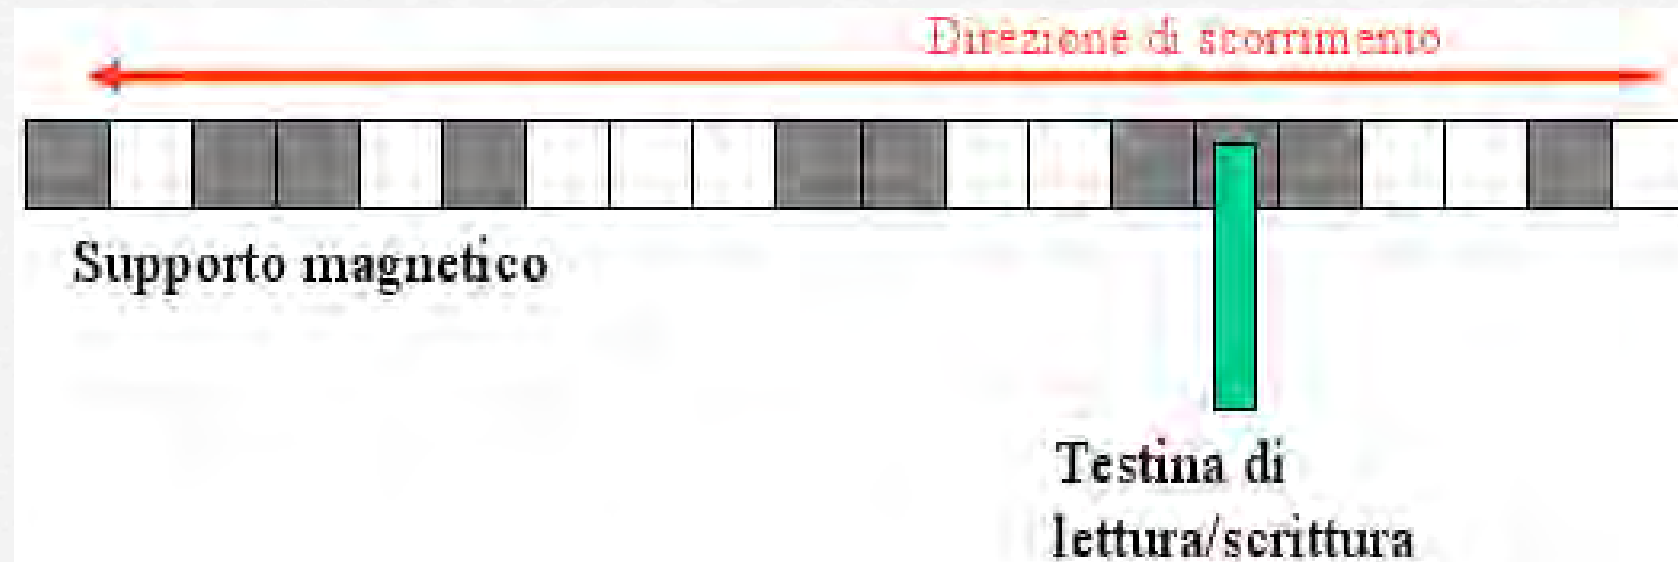 Direzione di scorrimento
Supporto magnetico
Testina di
lettura/scrittura